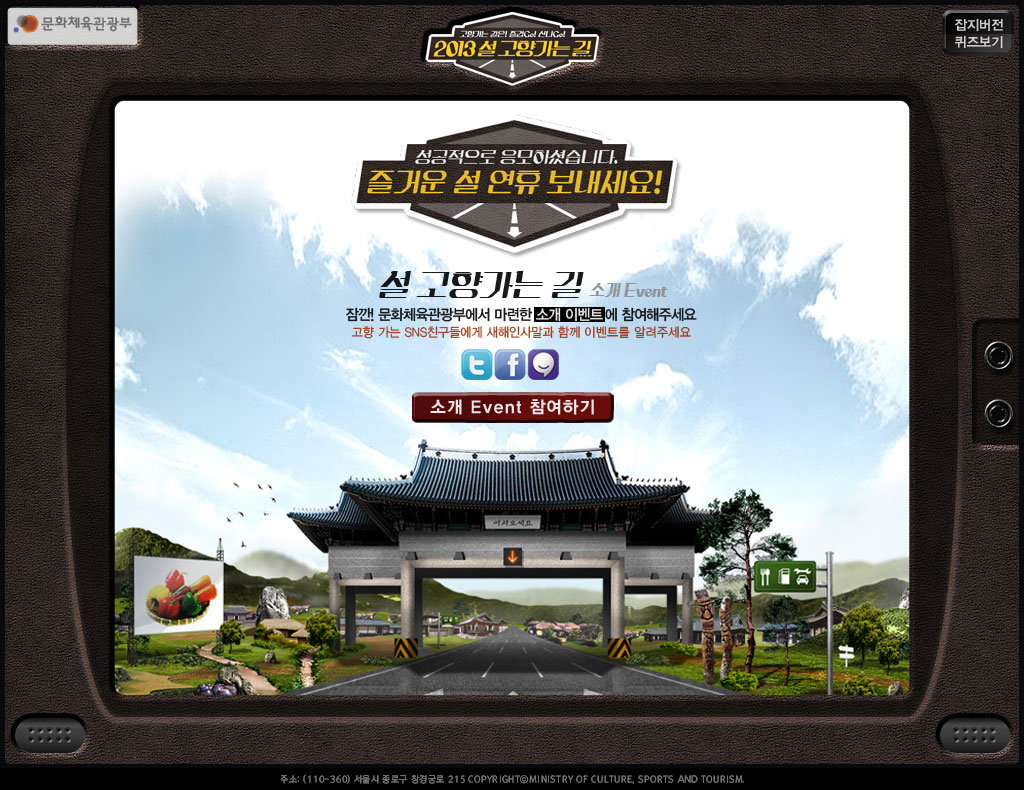 문화체육관광부
고향가는 길은! 즐겁Go! 신나Go!
2013 설 고향가는 길
잡지버전
퀴즈보기
성공적으로 응모하셨습니다.
즐거운 설 연휴 보내세요!
설 고향가는 길 소개 Event
잠깐! 문화체육관광부에서 마련한 소개 이벤트에 참여해주세요
고향 가는 SNS친구들에게 새해인사말과 함께 이벤트를 알려주세요
소개 Event 참여하기
어서오세요
주소: (110-360) 서울시 종로구 창경궁로 215 COPYRIGHT©MINISTRY OF CULTURE, SPORTS AND TOURISM.